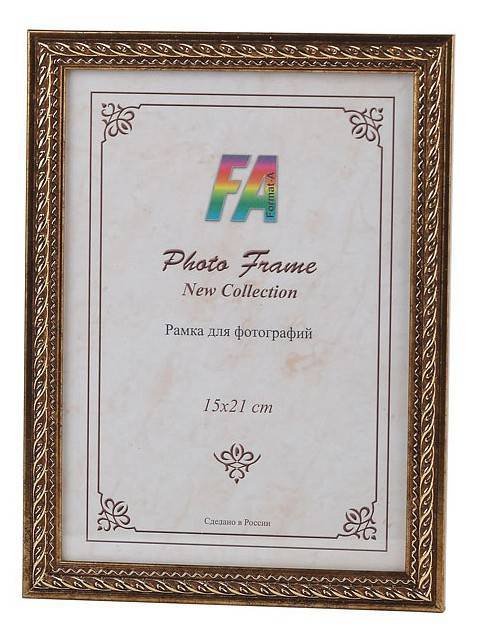 FA
Format-A
Photo Frame
New Collection
Рамка для фотографий
15x21 cm
Сделано в России